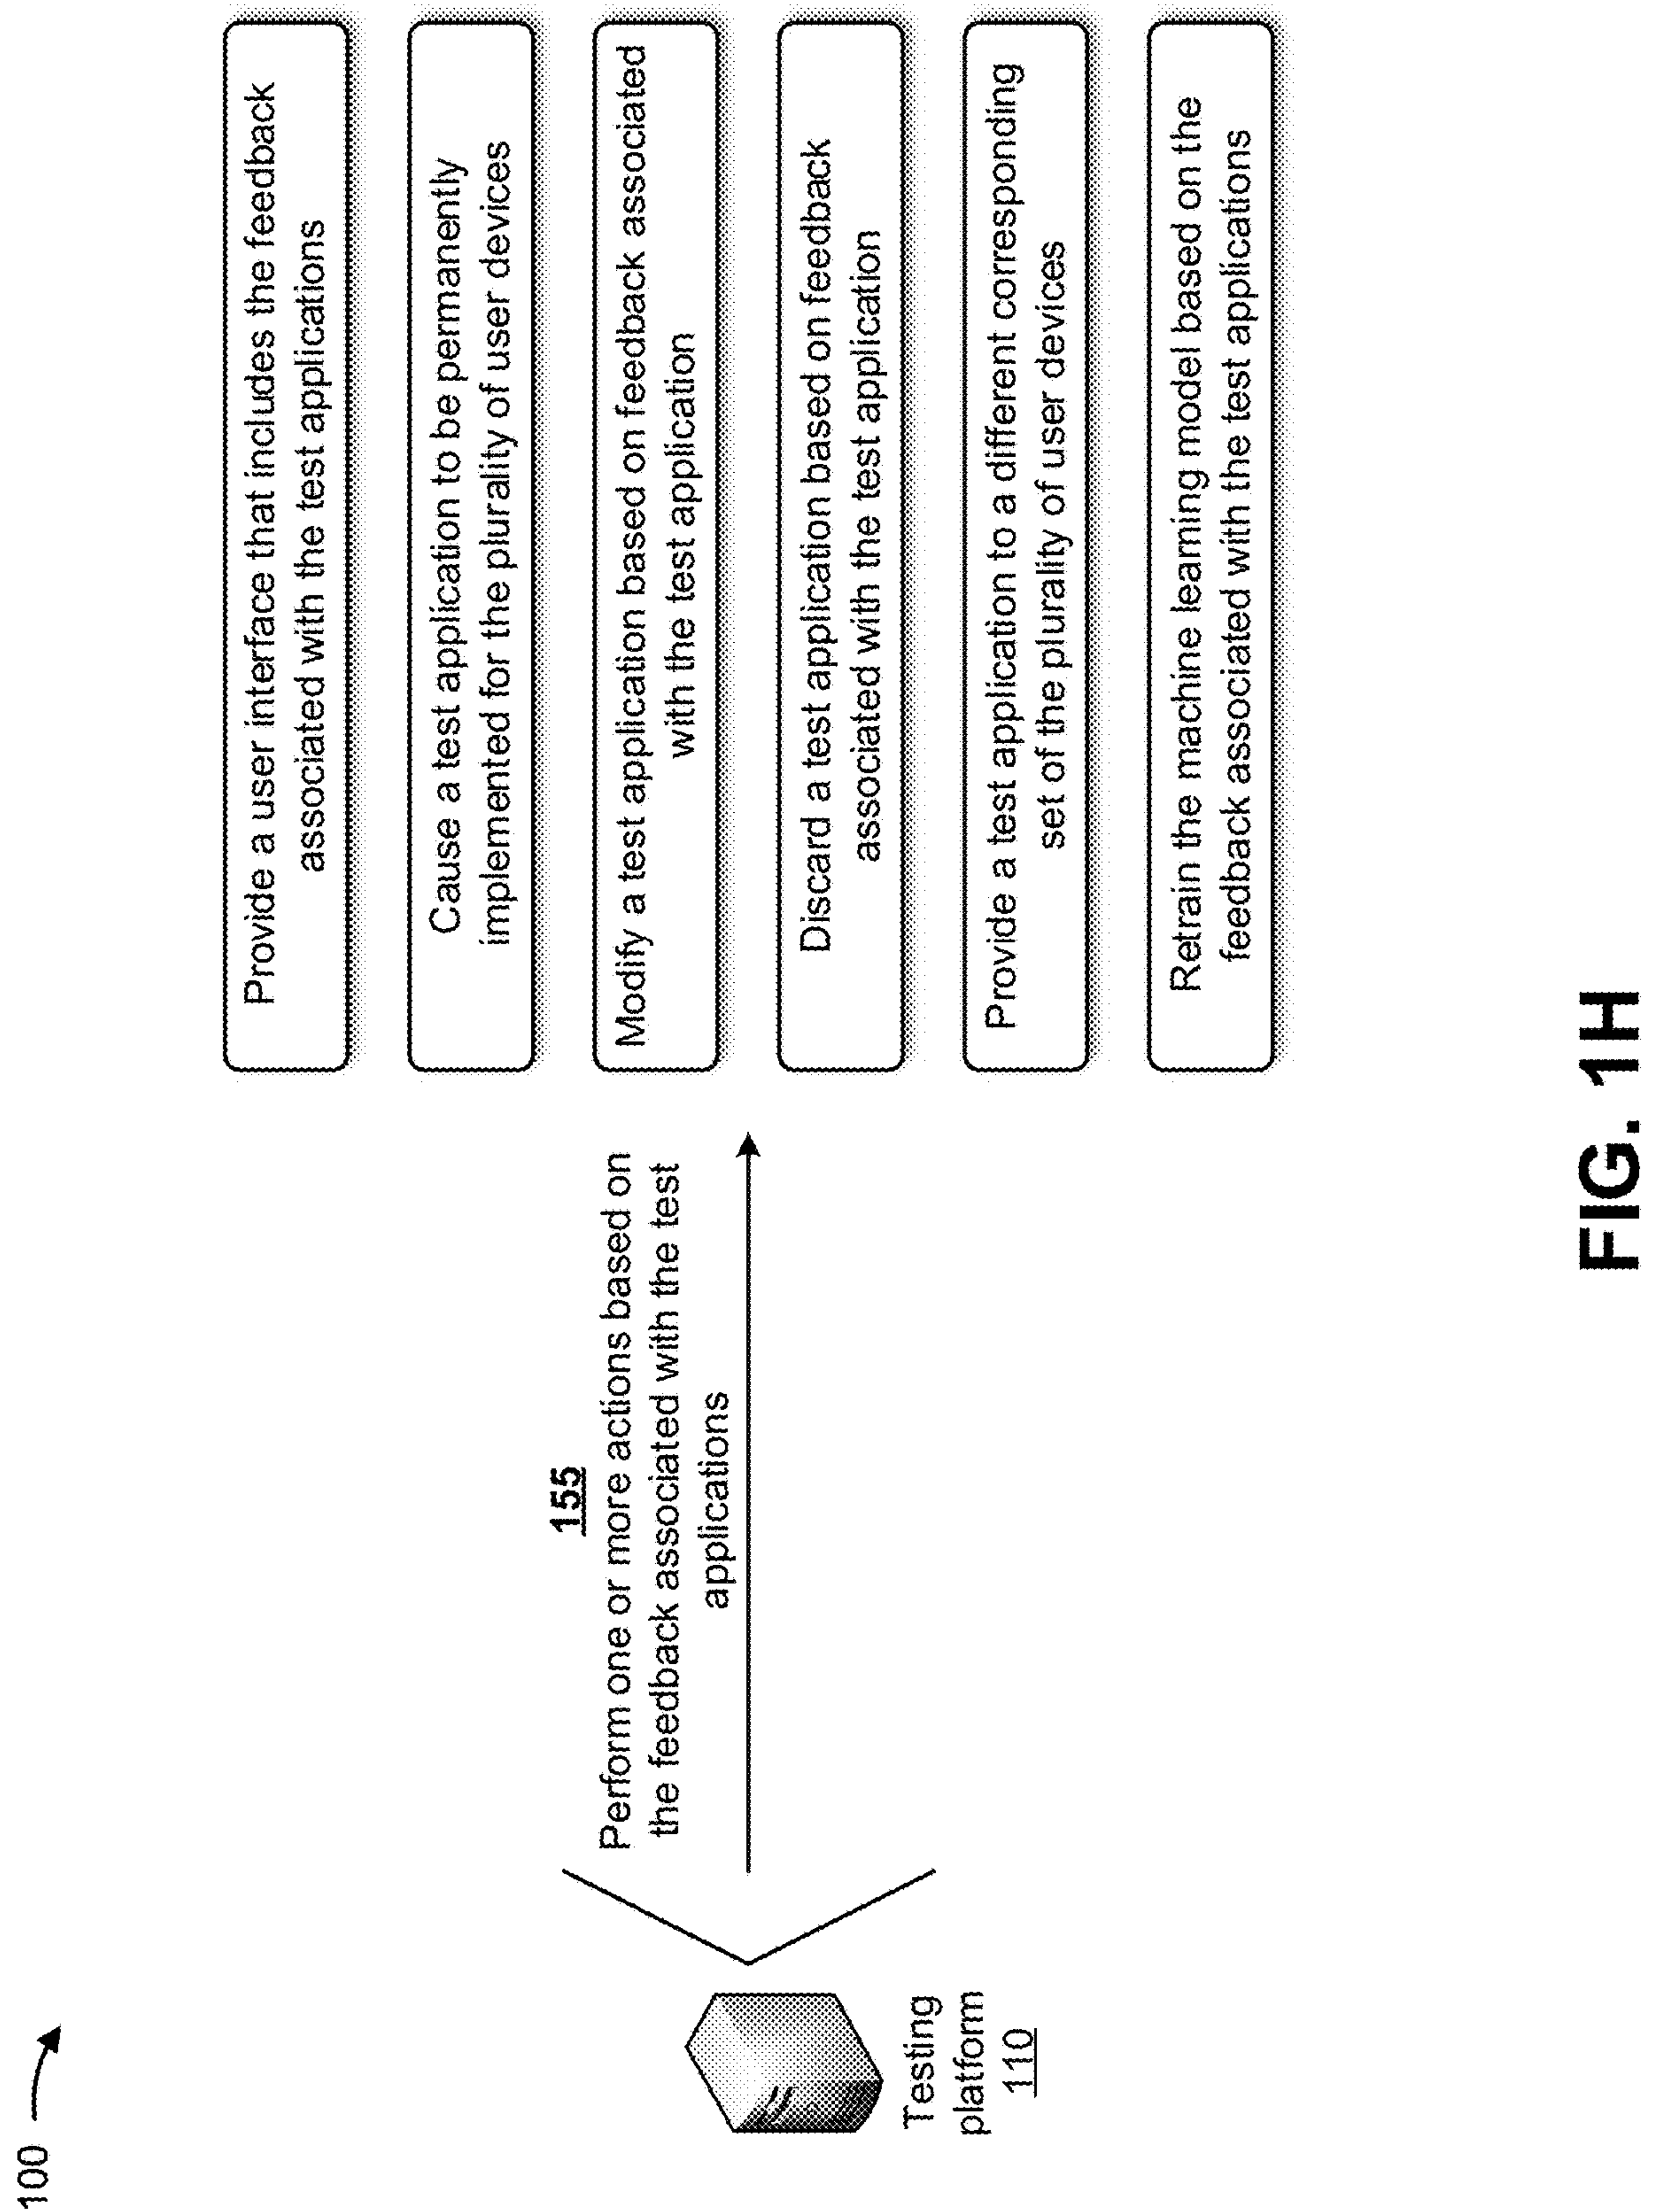 100
155
Perform one or more actions based on
the feedback associated with the test
applications
Testing
platform
110
Provide a user interface that includes the feedback
associated with the test applications
Cause a test application to be permanently
implemented for the plurality of user devices
Modify a test application based on feedback associated
with the test application
Discard a test application based on feedback
associated with the test application
Provide a test application to a different corresponding
set of the plurality of user devices
Retrain the machine learning model based on the
feedback associated with the test applications
FIG. 1H